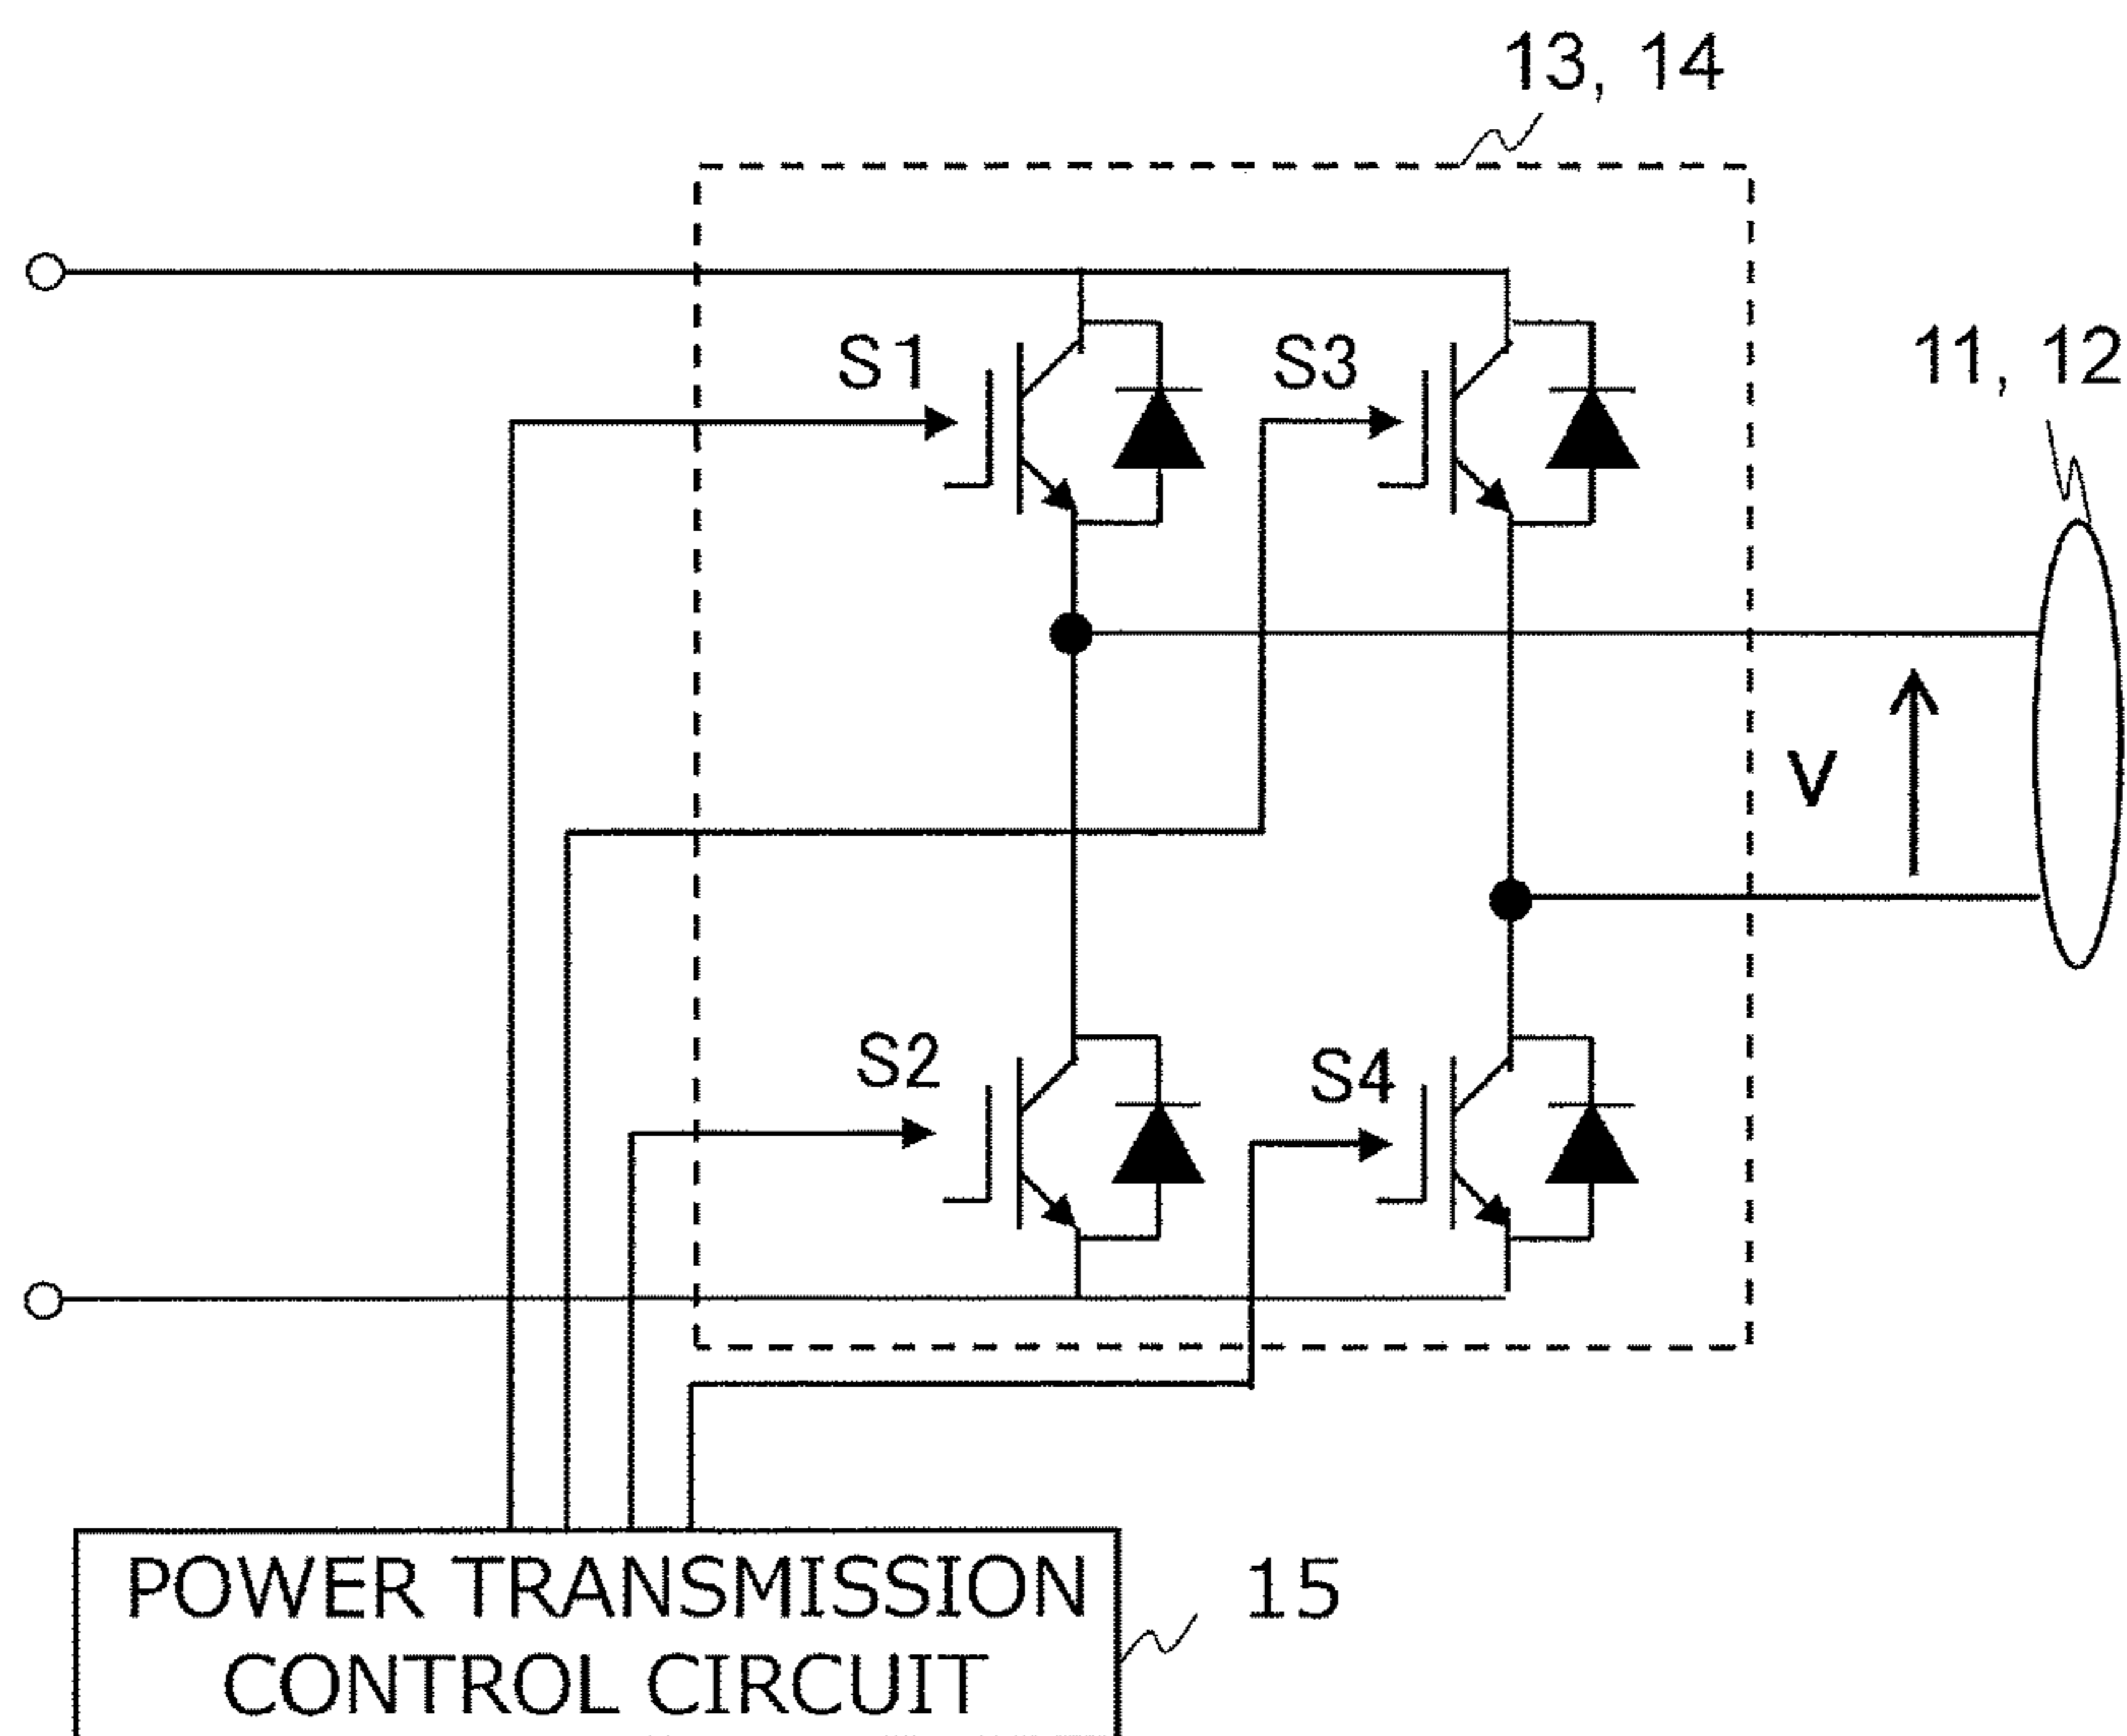 13, 14
11, 12
S1
S3
V
S2
S4
POWER TRANSMISSION
CONTROL CIRCUIT
15